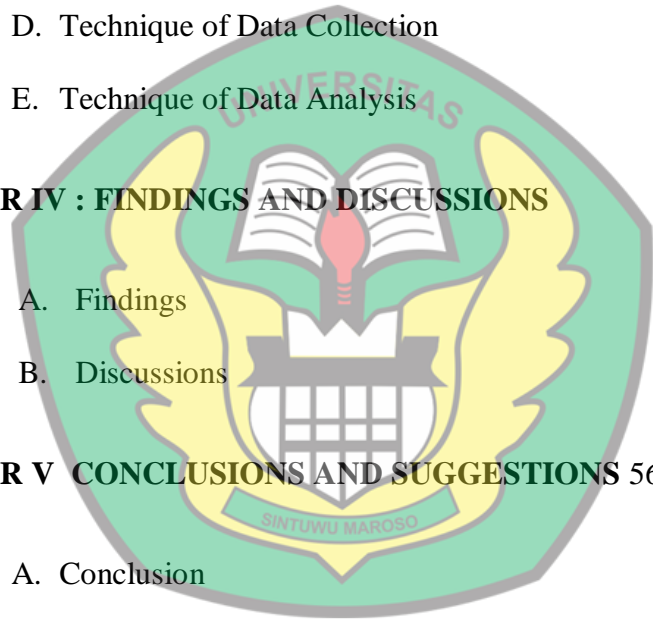 D. Technique of Data Collection
UNIVERSITAS
E. Technique of Data Analysis
R IV : FINDINGS AND DISCUSSIONS
A. Findings
B. Discussions
R V CONCLUSIONS AND SUGGESTIONS 56
SINTUWU MAROSO
A. Conclusion